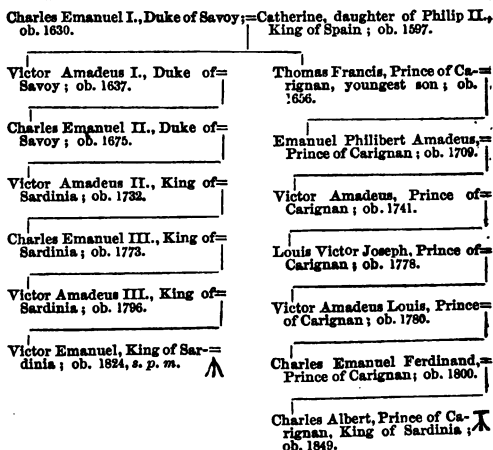 Charles Emanuel I., Duke of Savoy;=Catherine, daughter of Philip II.,
ob. 1630. King of Spain; ob. 1597.
Victor Amadeus I., Duke of=
Savoy; ob. 1637.
Charles Emanuel II., Duke of=
Savoy; ob. 1675.
Victor Amadeus II., King of=
Sardinia; ob. 1732.
Charles Emanuel III., King of=
Sardinia; ob. 1773.
Victor Amadeus III., King of=
Sardinia; ob. 1796.
Victor Emanuel, King of Sar-=
dinia; ob. 1824, s. p. m.
Thomas Francis, Prince of Ca-=
rignan, youngest son; ob.
1656.
Emanuel Philibert Amadeus,=
Prince of Carignan; ob. 1709.
Victor Amadeus, Prince of=
Carignan; ob. 1741.
Louis Victor Joseph, Prince of=
Carignan; ob. 1778.
Victor Amadeus Louis, Prince=
of Carignan; ob. 1780.
Charles Emanuel Ferdinand,=
Prince of Carignan; ob. 1800.
Charles Albert, Prince of Ca-
rignan, King of Sardinia;
ob. 1849.